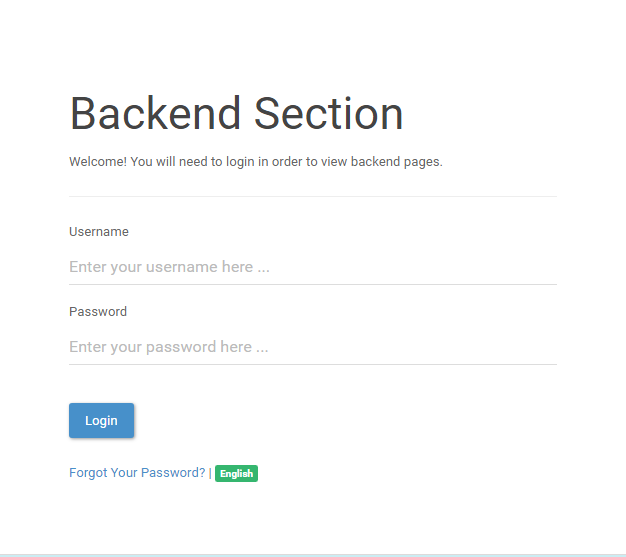 Backend Section
Welcome! You will need to login in order to view backend pages.
Username
Enter your username here ...
Password
Enter your password here ...
Login
Forgot Your Password? | English